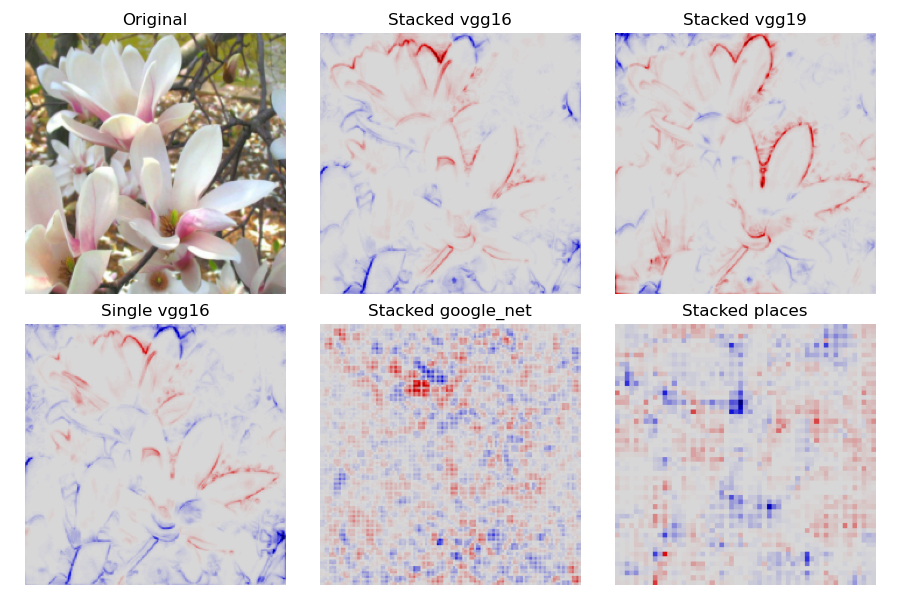 Original
Stacked vgg16
Stacked vgg19
Single vgg16
Stacked google_net
Stacked places